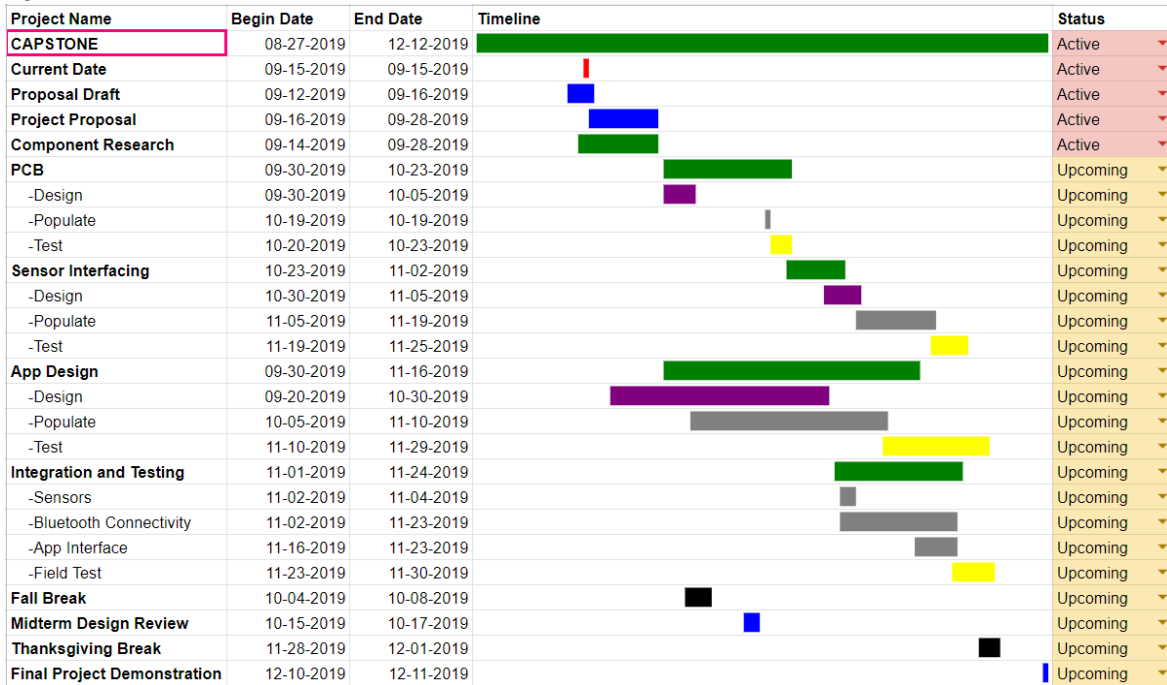 Project Name Begin Date End Date Timeline Status
CAPSTONE 08-27-2019 12-12-2019 Active
Current Date 09-15-2019 09-15-2019 Active
Proposal Draft 09-12-2019 09-16-2019 Active
Project Proposal 09-16-2019 09-28-2019 Active
Component Research 09-14-2019 09-28-2019 Active
PCB 09-30-2019 10-23-2019 Upcoming
-Design 09-30-2019 10-05-2019 Upcoming
-Populate 10-19-2019 10-19-2019 Upcoming
-Test 10-20-2019 10-23-2019 Upcoming
Sensor Interfacing 10-23-2019 11-02-2019 Upcoming
-Design 10-30-2019 11-05-2019 Upcoming
-Populate 11-05-2019 11-19-2019 Upcoming
-Test 11-19-2019 11-25-2019 Upcoming
App Design 09-30-2019 11-16-2019 Upcoming
-Design 09-20-2019 10-30-2019 Upcoming
-Populate 10-05-2019 11-10-2019 Upcoming
-Test 11-10-2019 11-29-2019 Upcoming
Integration and Testing 11-01-2019 11-24-2019 Upcoming
-Sensors 11-02-2019 11-04-2019 Upcoming
-Bluetooth Connectivity 11-02-2019 11-23-2019 Upcoming
-App Interface 11-16-2019 11-23-2019 Upcoming
-Field Test 11-23-2019 11-30-2019 Upcoming
Fall Break 10-04-2019 10-08-2019 Upcoming
Midterm Design Review 10-15-2019 10-17-2019 Upcoming
Thanksgiving Break 11-28-2019 12-01-2019 Upcoming
Final Project Demonstration 12-10-2019 12-11-2019 Upcoming